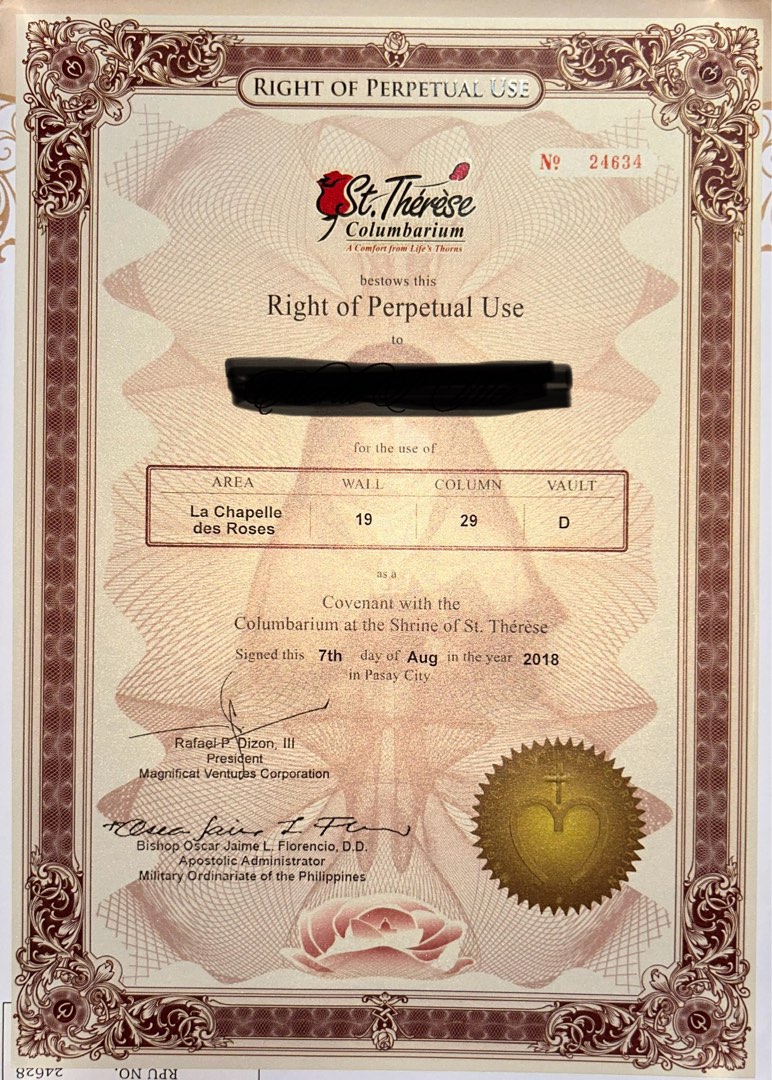 RIGHT OF PERPETUAL USE
Nº 24634
St. Thérèse
Columbarium
A Comfort from Life's Thorns
bestows this
Right of Perpetual Use
to
for the use of
AREA WALL COLUMN VAULT
La Chapelle des Roses 19 29 D
as a
Covenant with the
Columbarium at the Shrine of St. Thérèse
Signed this 7th day of Aug in the year 2018
in Pasay City
Rafael P. Dizon, III
President
Magnificat Ventures Corporation
Bishop Oscar Jaime L. Florencio, D.D.
Apostolic Administrator
Military Ordinariate of the Philippines
RPU NO. 24628